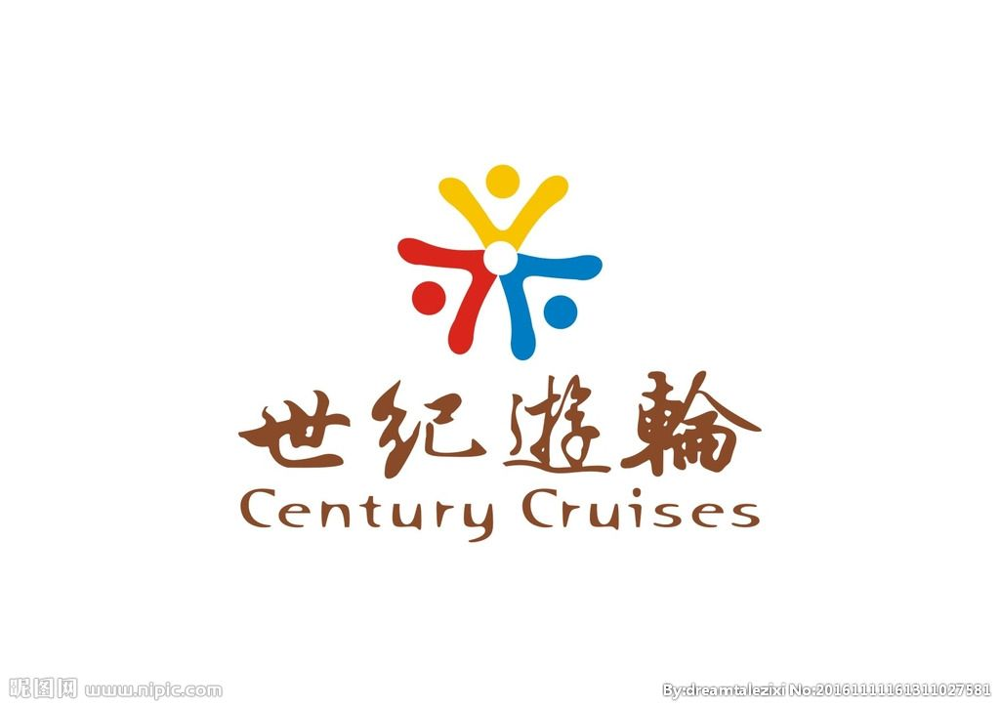 世纪遊輪
Century Cruises
昵图网 www.nipic.com
By:dreamtalezixi No:20161111161311027581